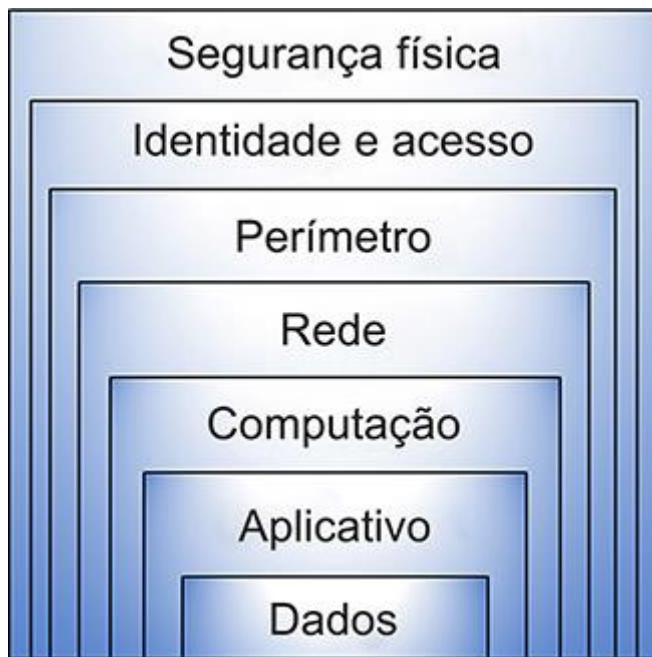 Segurança física
Identidade e acesso
Perímetro
Rede
Computação
Aplicativo
Dados